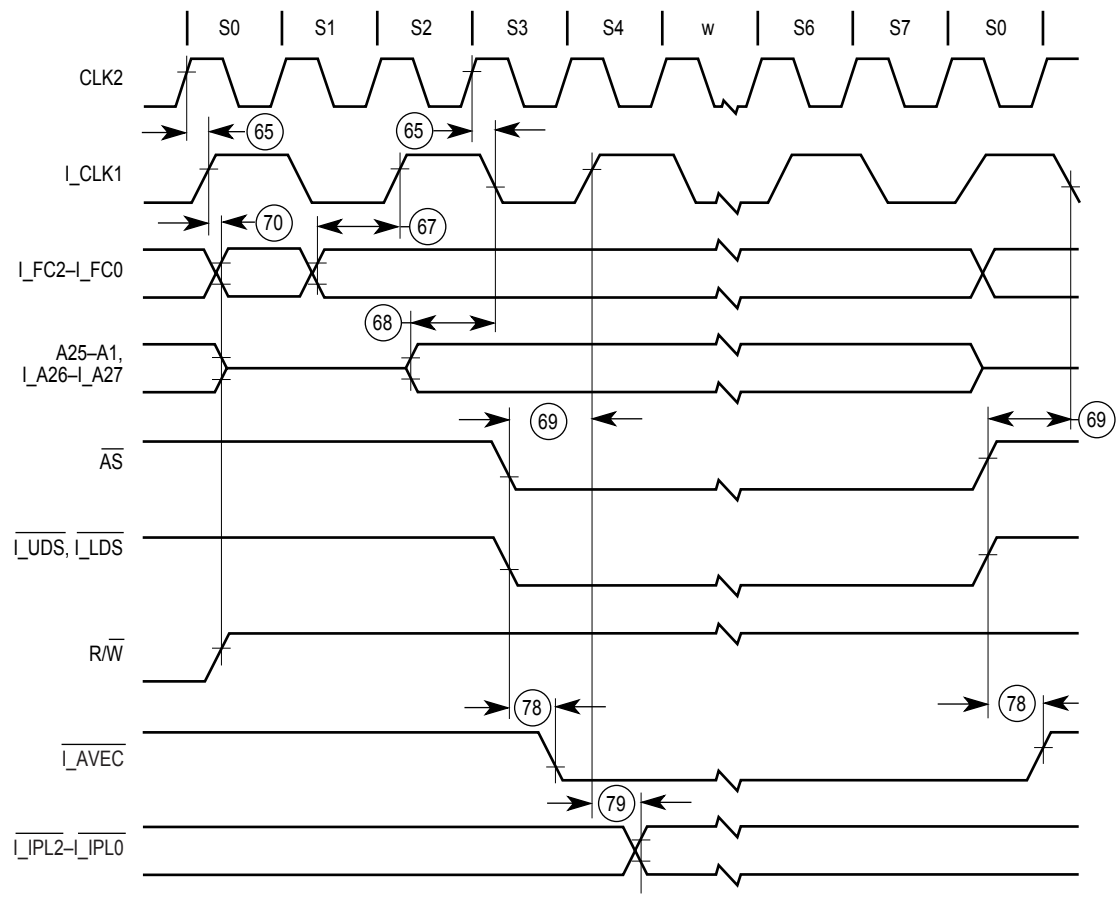 S0 S1 S2 S3 S4 w S6 S7 S0
CLK2
65 65
I_CLK1
70 67
I_FC2–I_FC0
68
A25–A1,
I_A26–I_A27
69 69
AS
I_UDS, I_LDS
R/W
78 78
I_AVEC
79
I_IPL2–I_IPL0